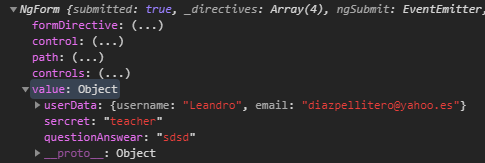 ▼ NgForm {submitted: true, _directives: Array(4), ngSubmit: EventEmitter,
formDirective: (...)
control: (...)
path: (...)
controls: (...)
▼ value: Object
▶ userData: {username: "Leandro", email: "diazpellitero@yahoo.es"}
sercret: "teacher"
questionAnswear: "sdsd"
▶ __proto__: Object